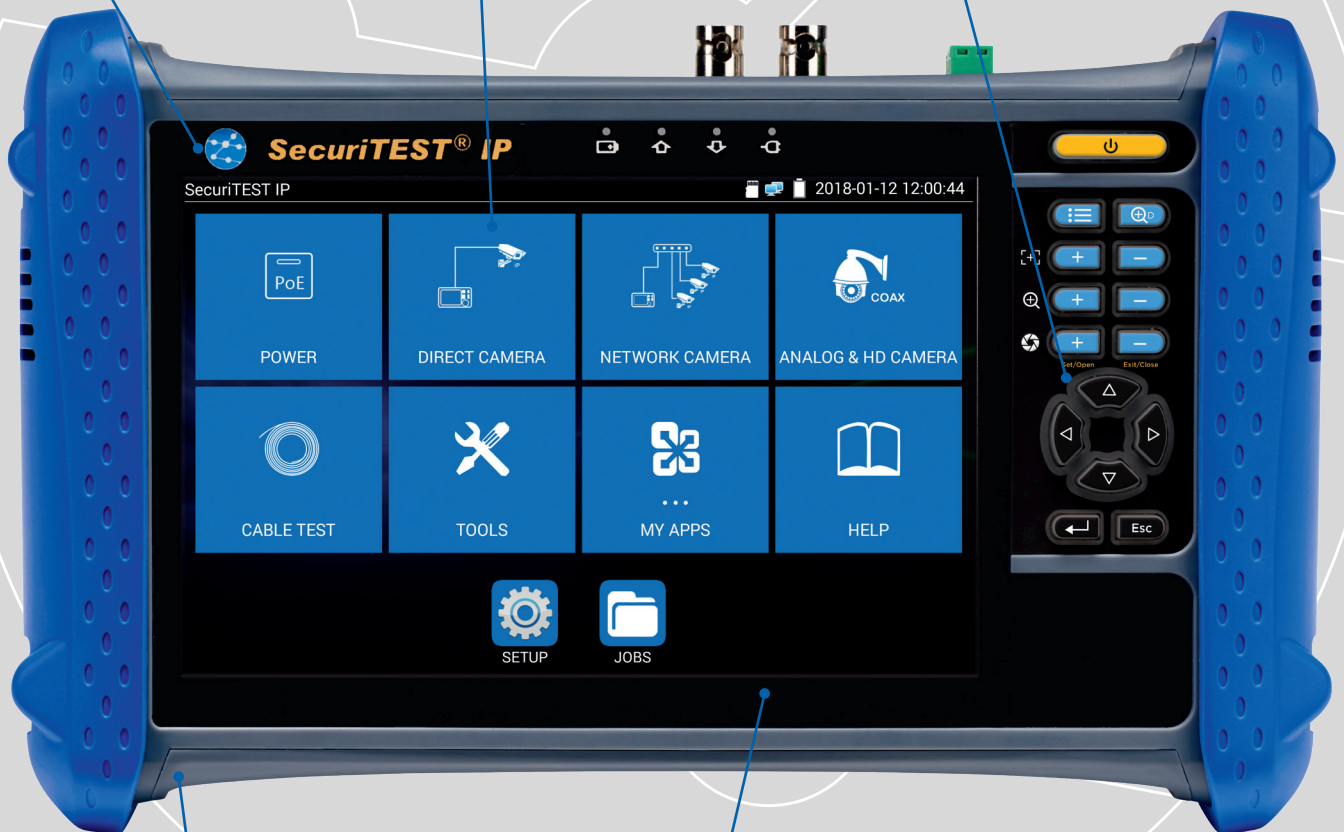 SecuriTEST® IP
SecuriTEST IP
2018-01-12 12:00:44
PoE
COAX
POWER
DIRECT CAMERA
NETWORK CAMERA
ANALOG & HD CAMERA
CABLE TEST
TOOLS
...
MY APPS
HELP
SETUP
JOBS
D
+ −
+ −
+ −
Set/Open Exit/Close
Esc